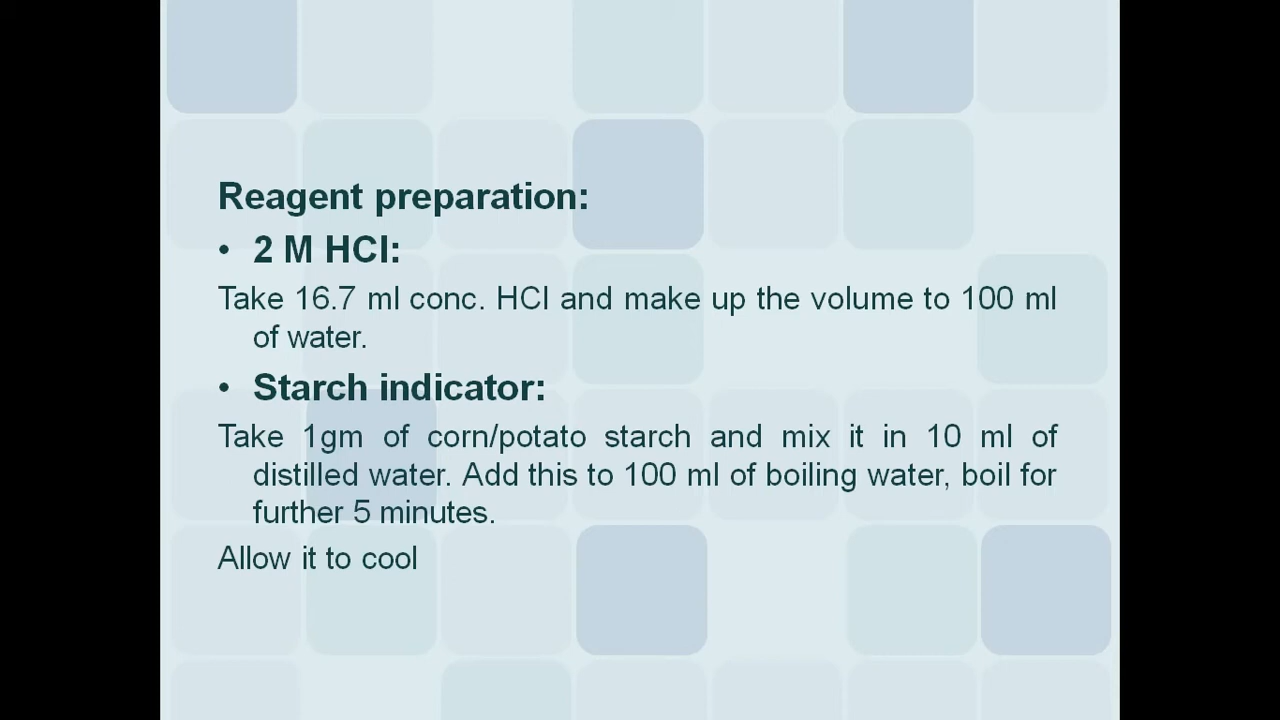 Reagent preparation:
• 2 M HCl:
Take 16.7 ml conc. HCl and make up the volume to 100 ml
of water.
• Starch indicator:
Take 1gm of corn/potato starch and mix it in 10 ml of
distilled water. Add this to 100 ml of boiling water, boil for
further 5 minutes.
Allow it to cool